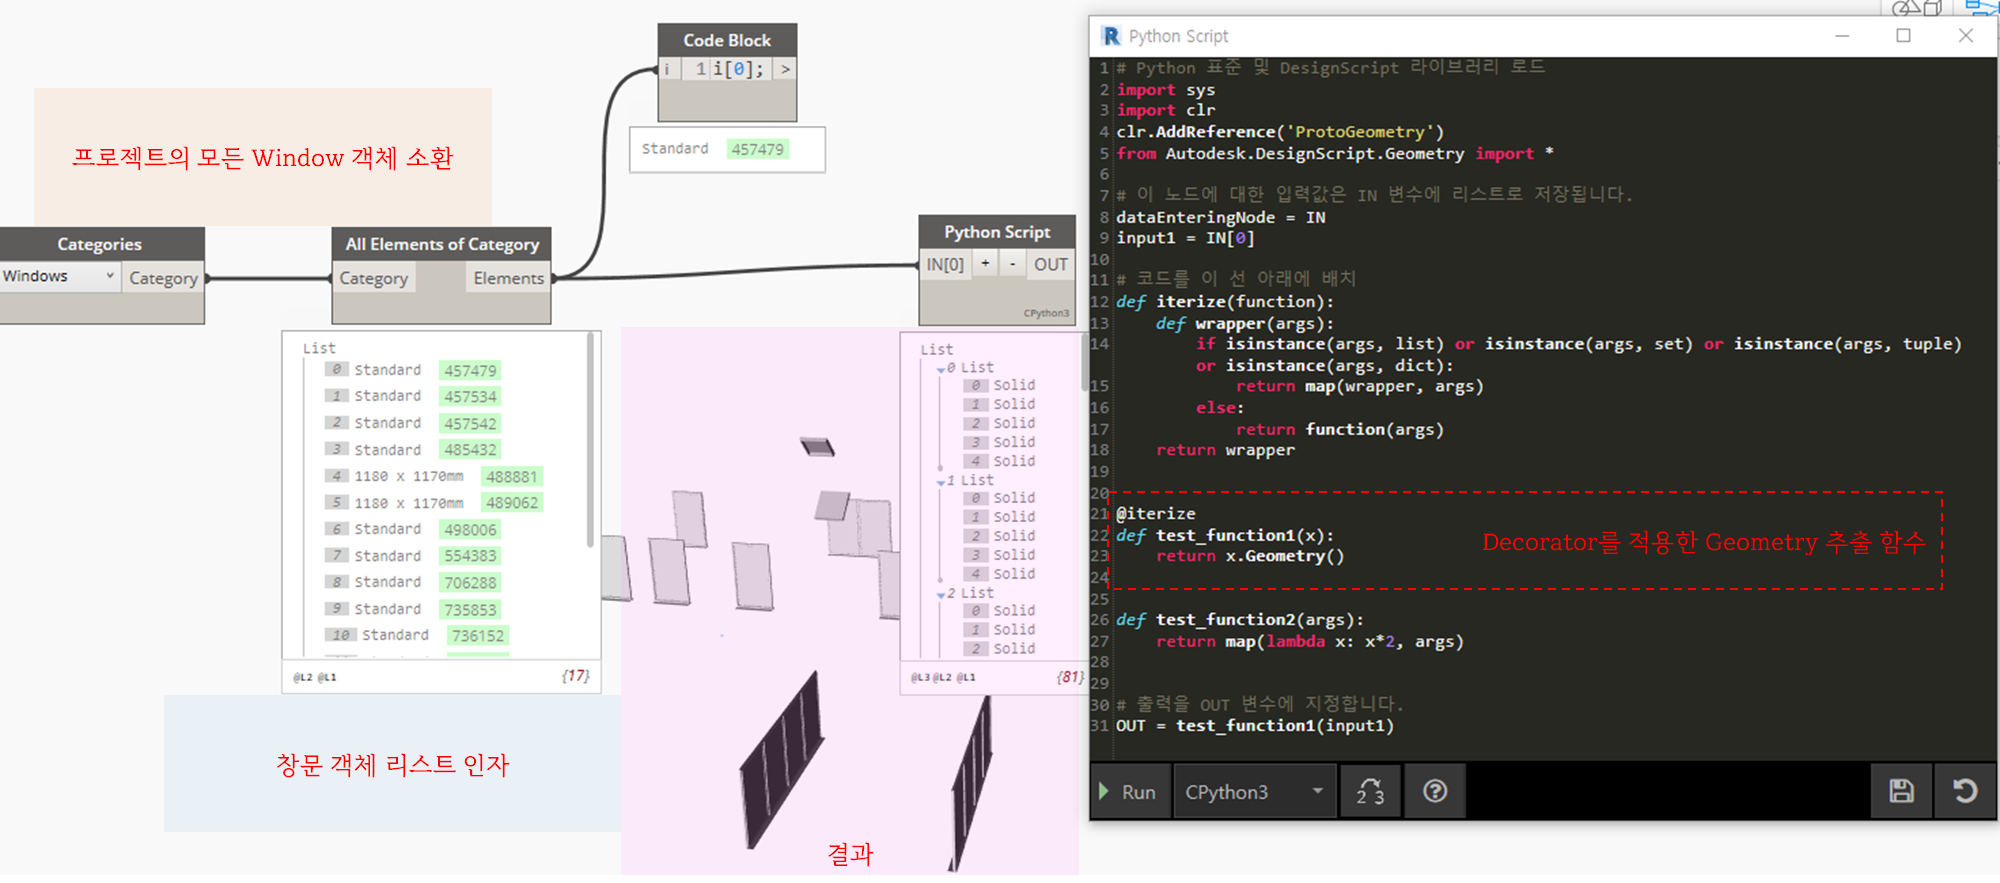 Code Block
i
1
i[0];
>
Standard 457479
프로젝트의 모든 Window 객체 소환
Categories
Windows
Category
All Elements of Category
Category
Elements
Python Script
IN[0]
+
-
OUT
CPython3
List
0 Standard 457479
1 Standard 457534
2 Standard 457542
3 Standard 485432
4 1180 x 1170mm 488881
5 1180 x 1170mm 489062
6 Standard 498006
7 Standard 554383
8 Standard 706288
9 Standard 735853
10 Standard 736152
@L2 @L1
{17}
창문 객체 리스트 인자
List
0 List
0 Solid
1 Solid
2 Solid
3 Solid
4 Solid
1 List
0 Solid
1 Solid
2 Solid
3 Solid
4 Solid
2 List
0 Solid
1 Solid
2 Solid
@L3 @L2 @L1
{81}
결과
Python Script
1 # Python 표준 및 DesignScript 라이브러리 로드
2 import sys
3 import clr
4 clr.AddReference('ProtoGeometry')
5 from Autodesk.DesignScript.Geometry import *
6
7 # 이 노드에 대한 입력값은 IN 변수에 리스트로 저장됩니다.
8 dataEnteringNode = IN
9 input1 = IN[0]
10
11 # 코드를 이 선 아래에 배치
12 def iterize(function):
13     def wrapper(args):
14         if isinstance(args, list) or isinstance(args, set) or isinstance(args, tuple)
or isinstance(args, dict):
15             return map(wrapper, args)
16         else:
17             return function(args)
18     return wrapper
19
20
21 @iterize
22 def test_function1(x):
23     return x.Geometry()
Decorator를 적용한 Geometry 추출 함수
24
25
26 def test_function2(args):
27     return map(lambda x: x*2, args)
28
29
30 # 출력을 OUT 변수에 지정합니다.
31 OUT = test_function1(input1)
Run
CPython3
2 3
?